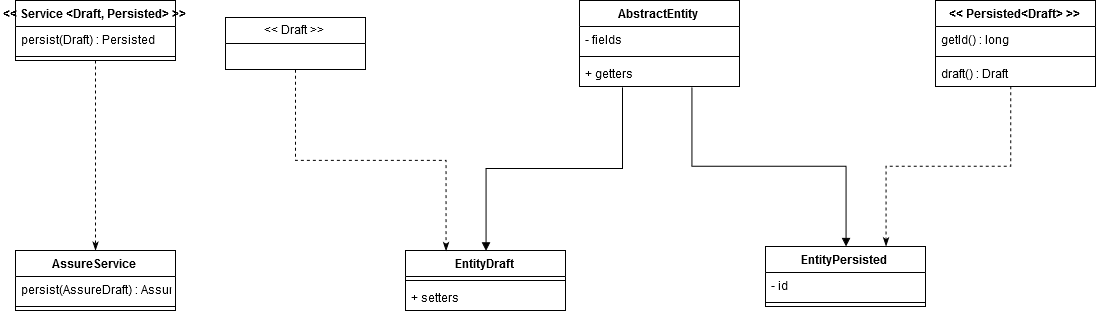 << Service <Draft, Persisted> >>
persist(Draft) : Persisted
<< Draft >>
AbstractEntity
- fields
+ getters
<< Persisted<Draft> >>
getId() : long
draft() : Draft
AssureService
persist(AssureDraft) : Assur
EntityDraft
+ setters
EntityPersisted
- id